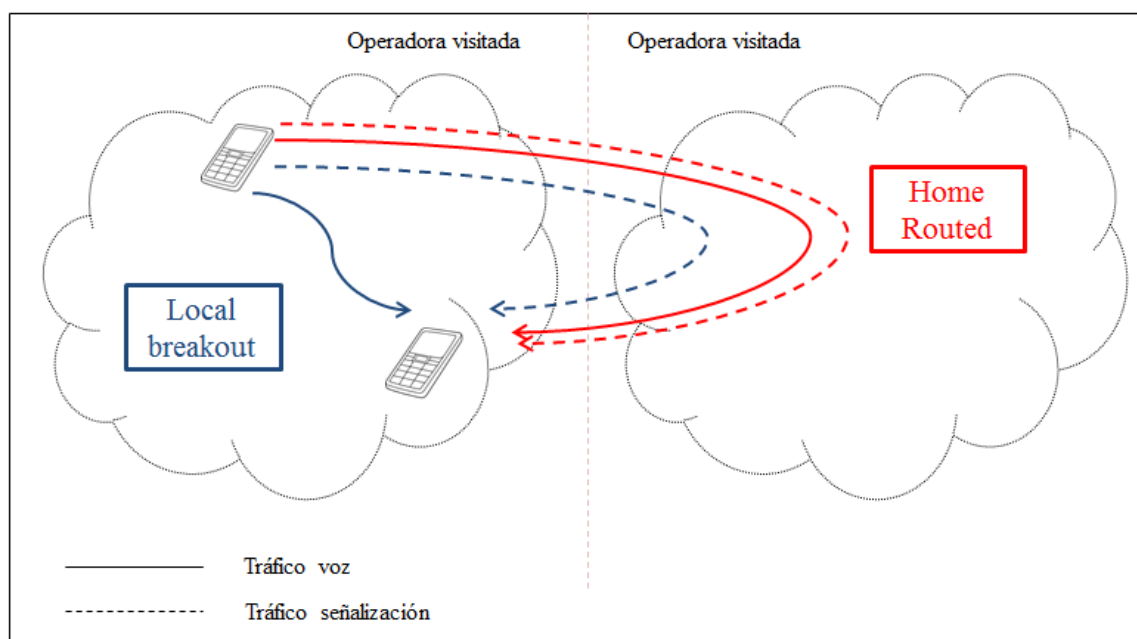 Operadora visitada
Operadora visitada
Home
Routed
Local
breakout
Tráfico voz
Tráfico señalización